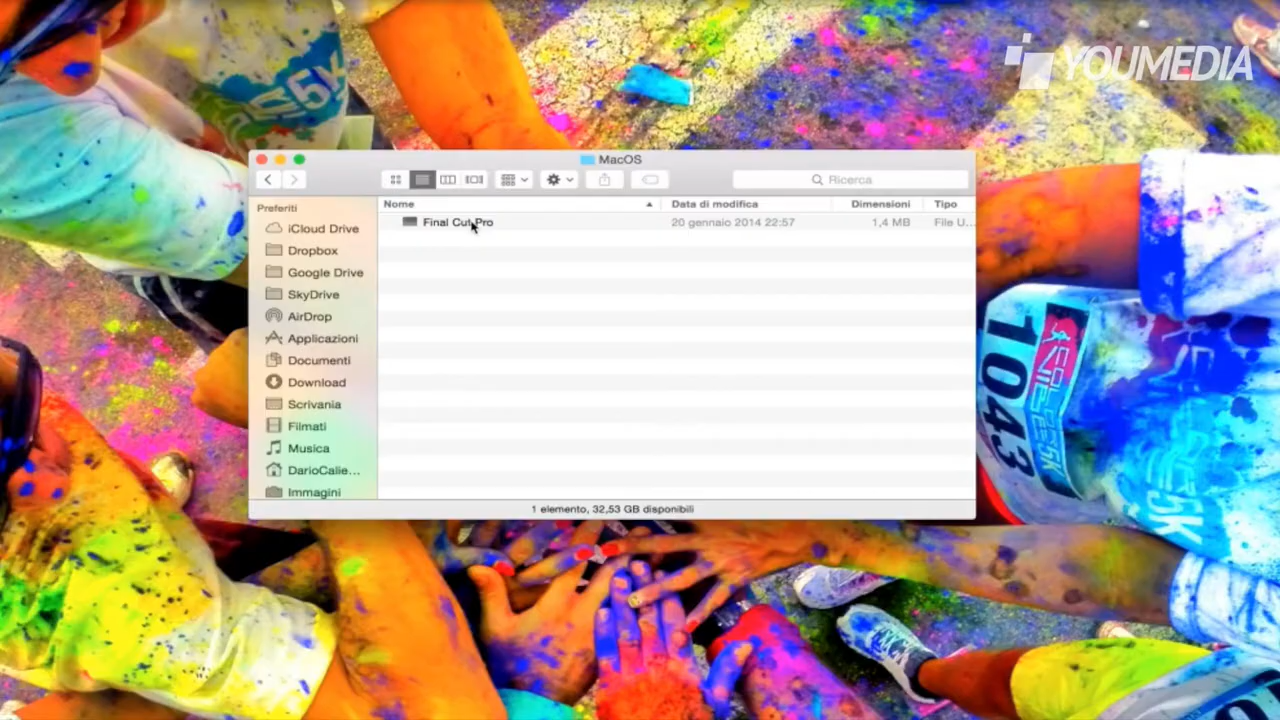 YOUMEDIA
MacOS
Ricerca
Preferiti
iCloud Drive
Dropbox
Google Drive
SkyDrive
AirDrop
Applicazioni
Documenti
Download
Scrivania
Filmati
Musica
DarioCalie...
Immagini
Nome Data di modifica Dimensioni Tipo
Final Cut Pro 20 gennaio 2014 22:57 1,4 MB File U...
1 elemento, 32,53 GB disponibili
1043
5K